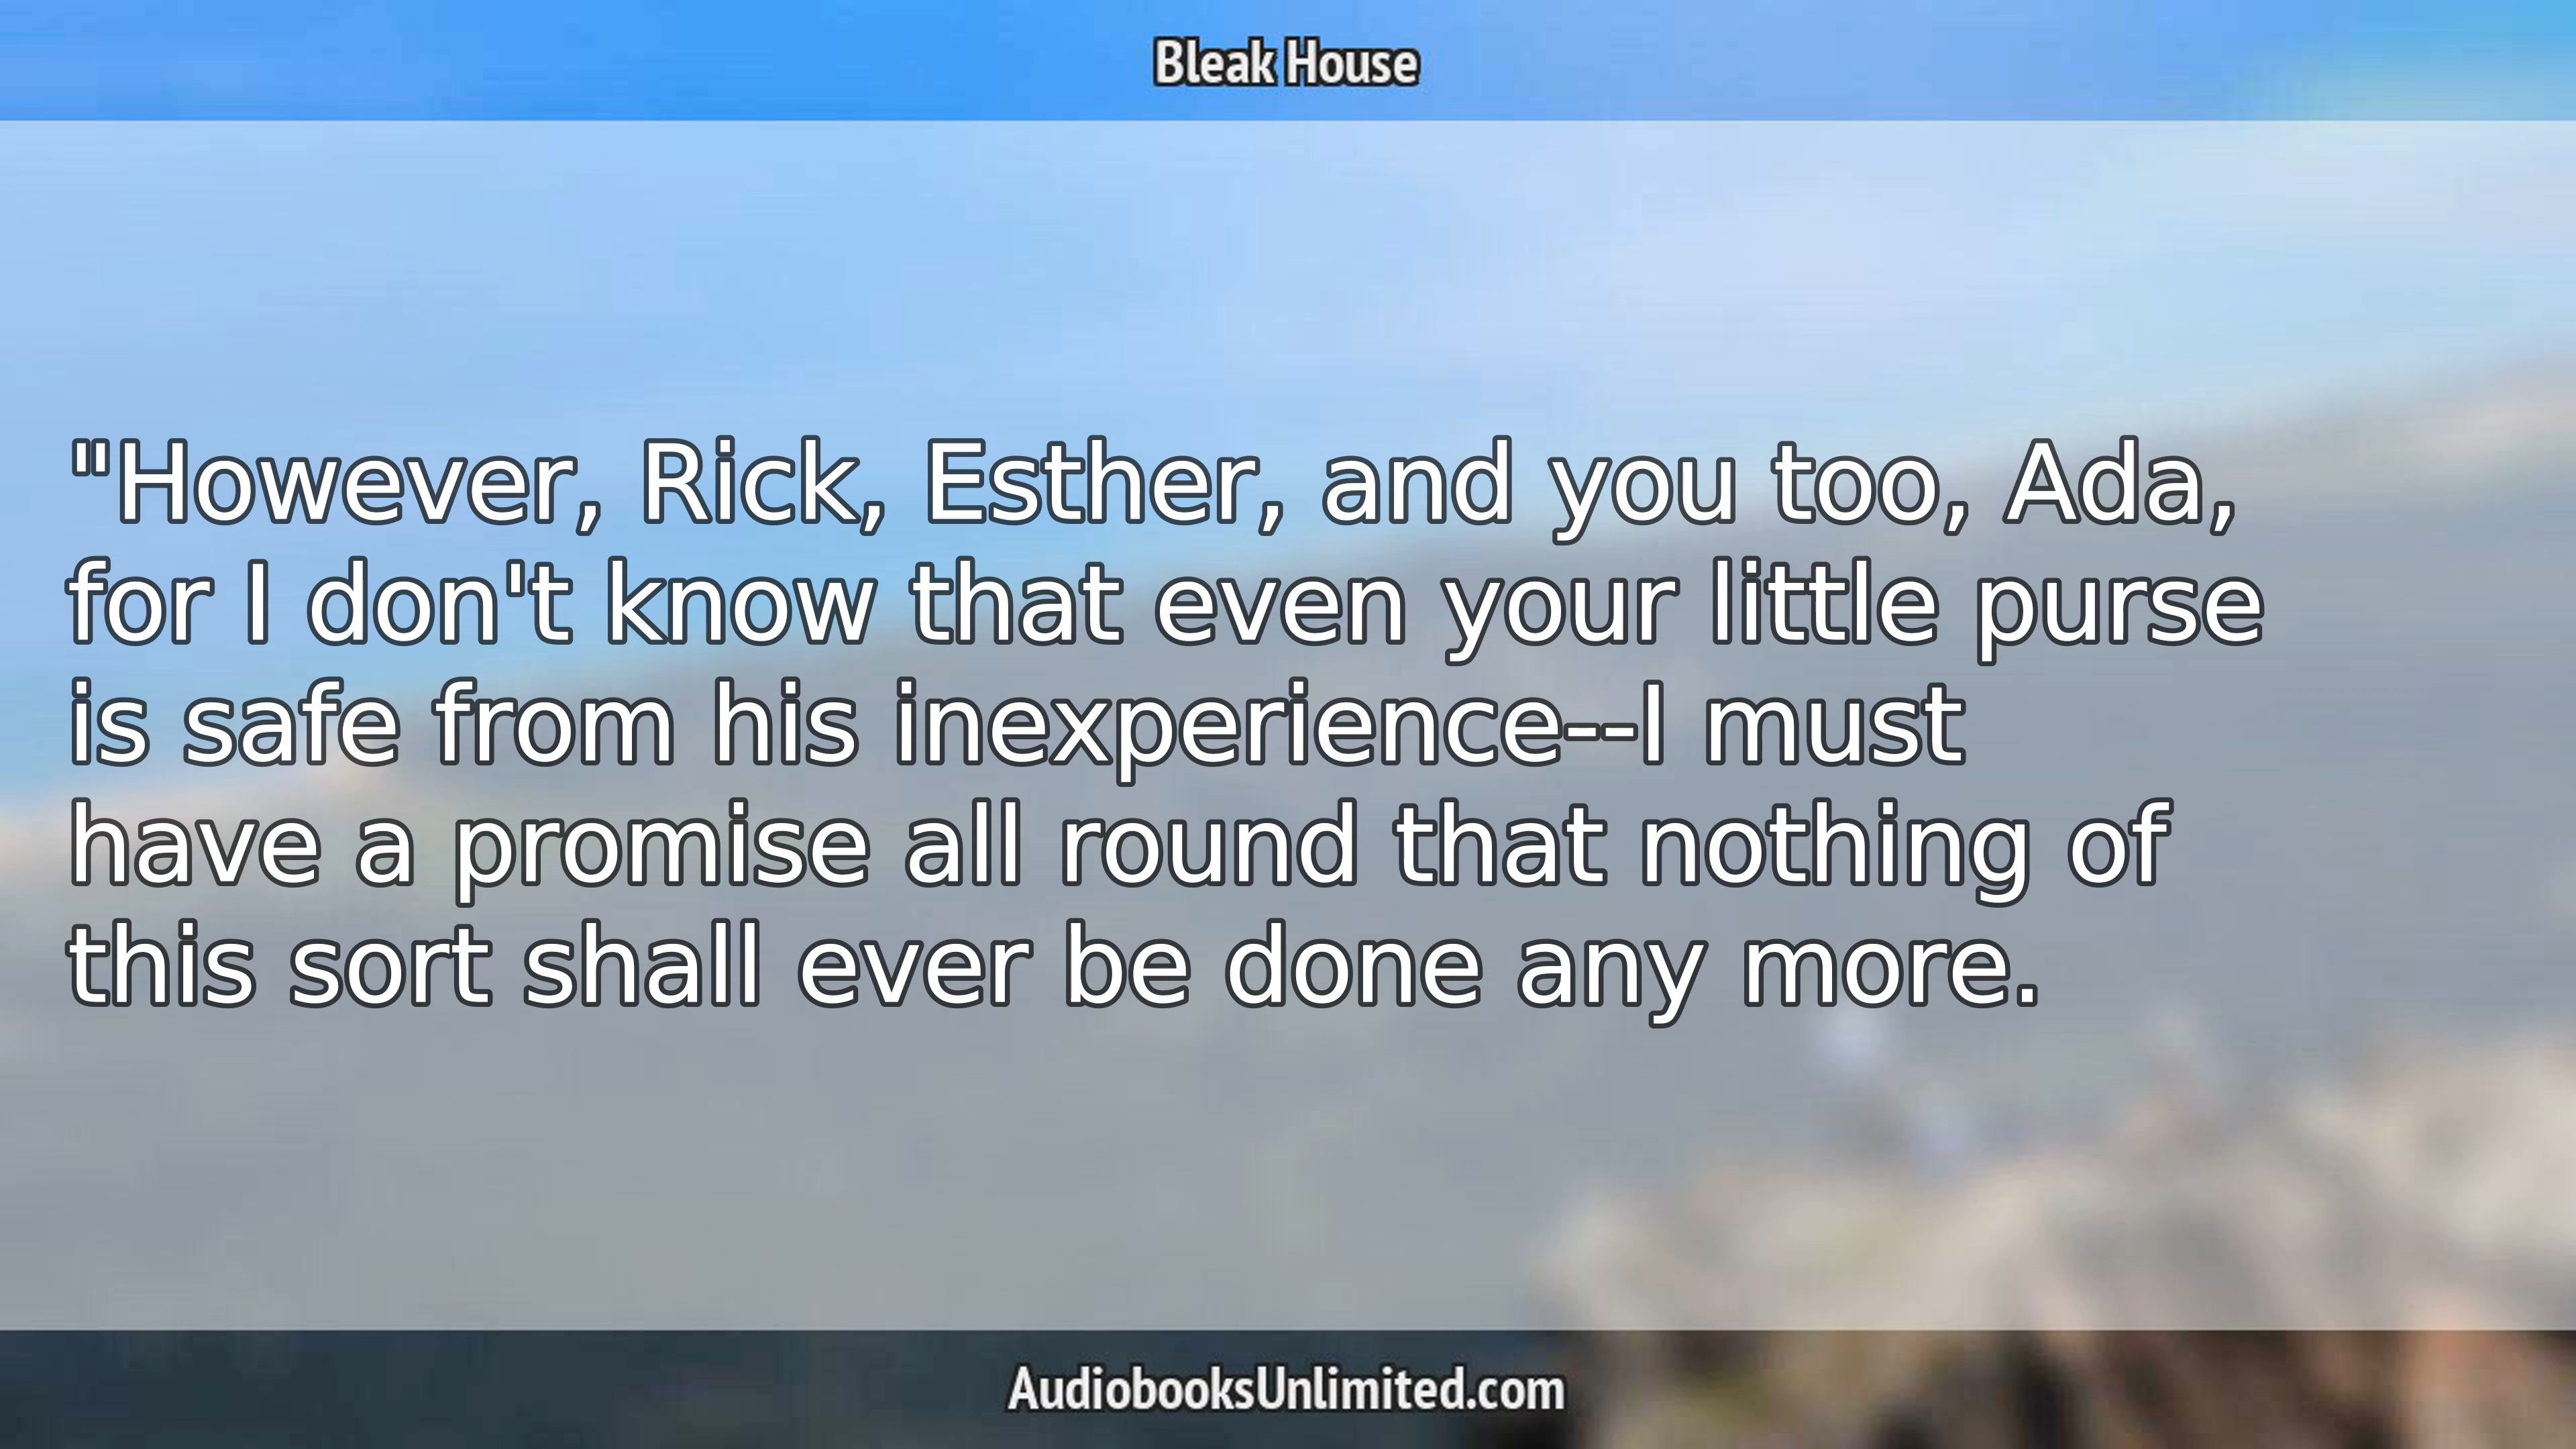 Bleak House
"However, Rick, Esther, and you too, Ada,
for I don't know that even your little purse
is safe from his inexperience--I must
have a promise all round that nothing of
this sort shall ever be done any more.
AudiobooksUnlimited.com